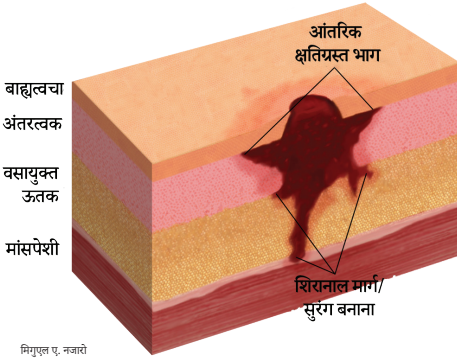 आंतरिक
क्षतिग्रस्त भाग
बाह्यत्वचा
अंतरत्वक
वसायुक्त
ऊतक
मांसपेशी
शिरानाल मार्ग/
सुरंग बनाना
मिगुएल ए. नजारो